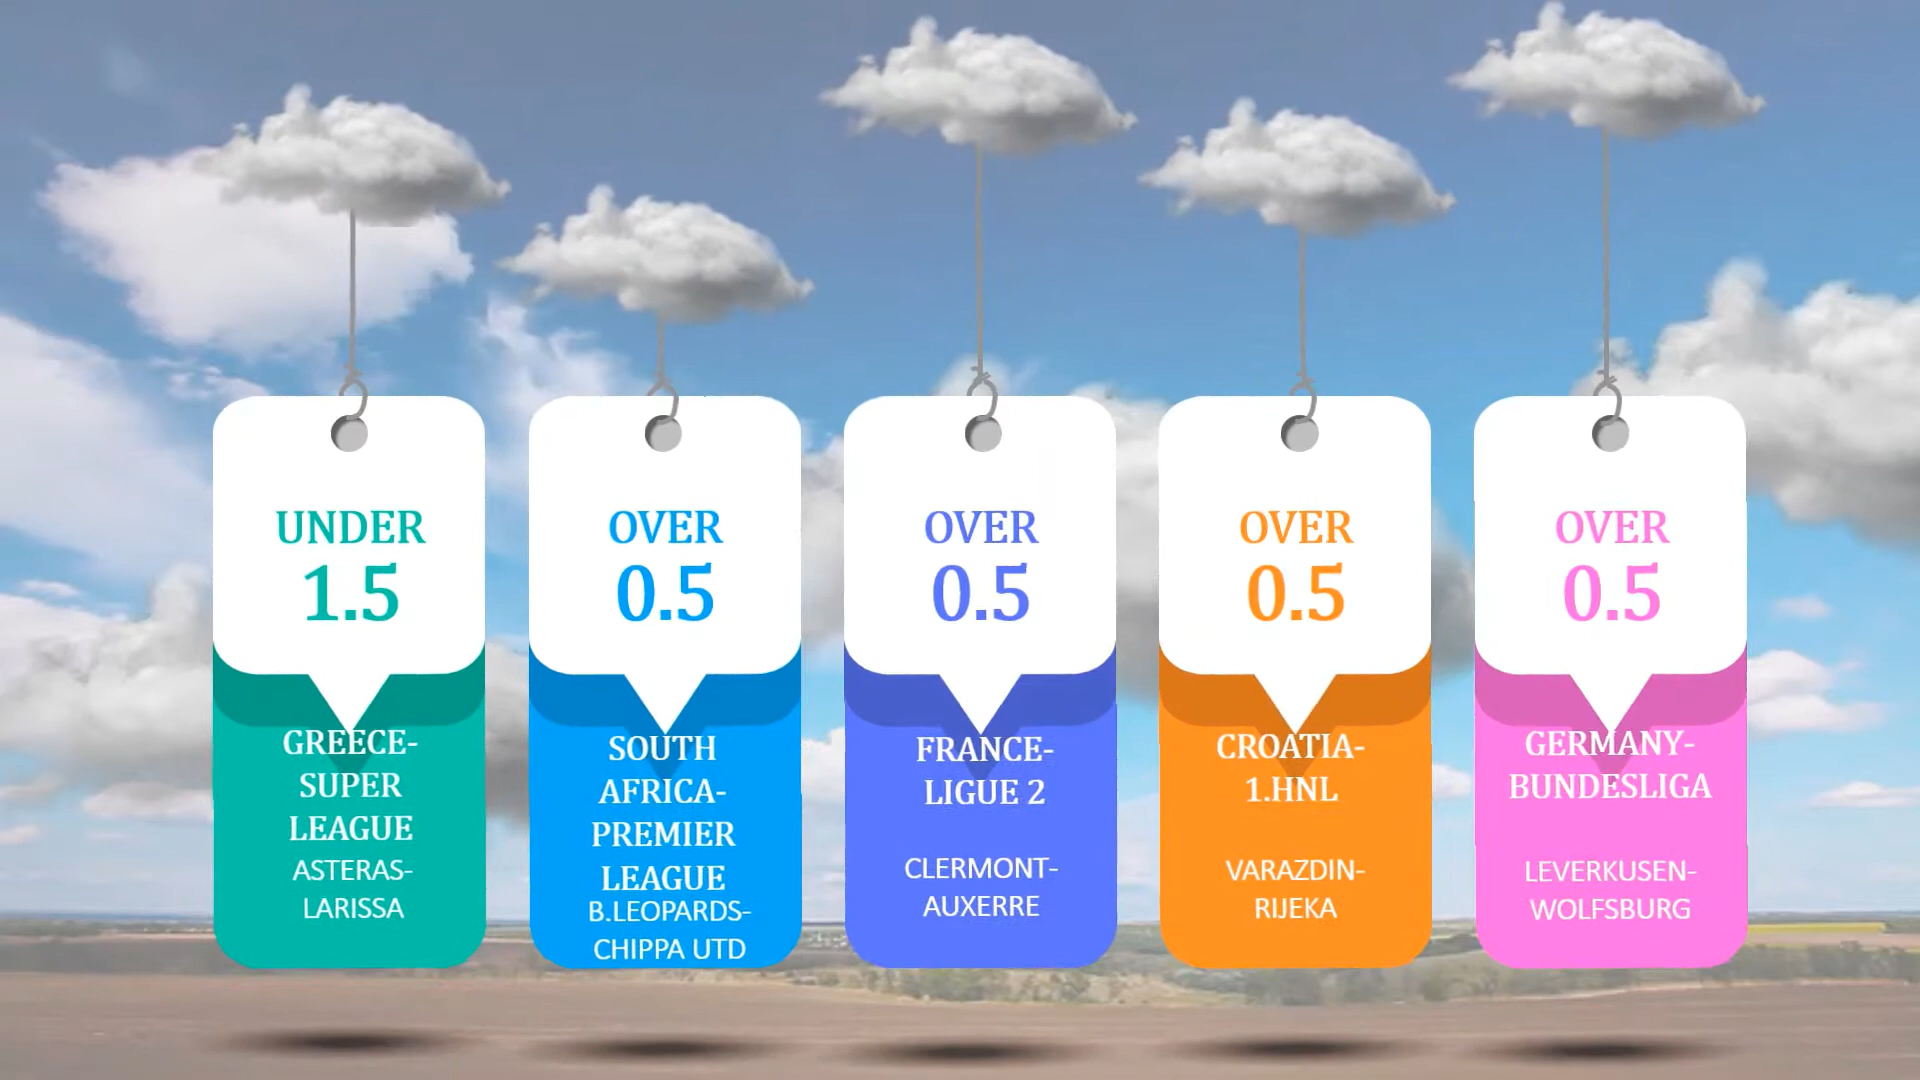 UNDER
1.5
GREECE-
SUPER
LEAGUE
ASTERAS-
LARISSA
OVER
0.5
SOUTH
AFRICA-
PREMIER
LEAGUE
B.LEOPARDS-
CHIPPA UTD
OVER
0.5
FRANCE-
LIGUE 2
CLERMONT-
AUXERRE
OVER
0.5
CROATIA-
1.HNL
VARAZDIN-
RIJEKA
OVER
0.5
GERMANY-
BUNDESLIGA
LEVERKUSEN-
WOLFSBURG